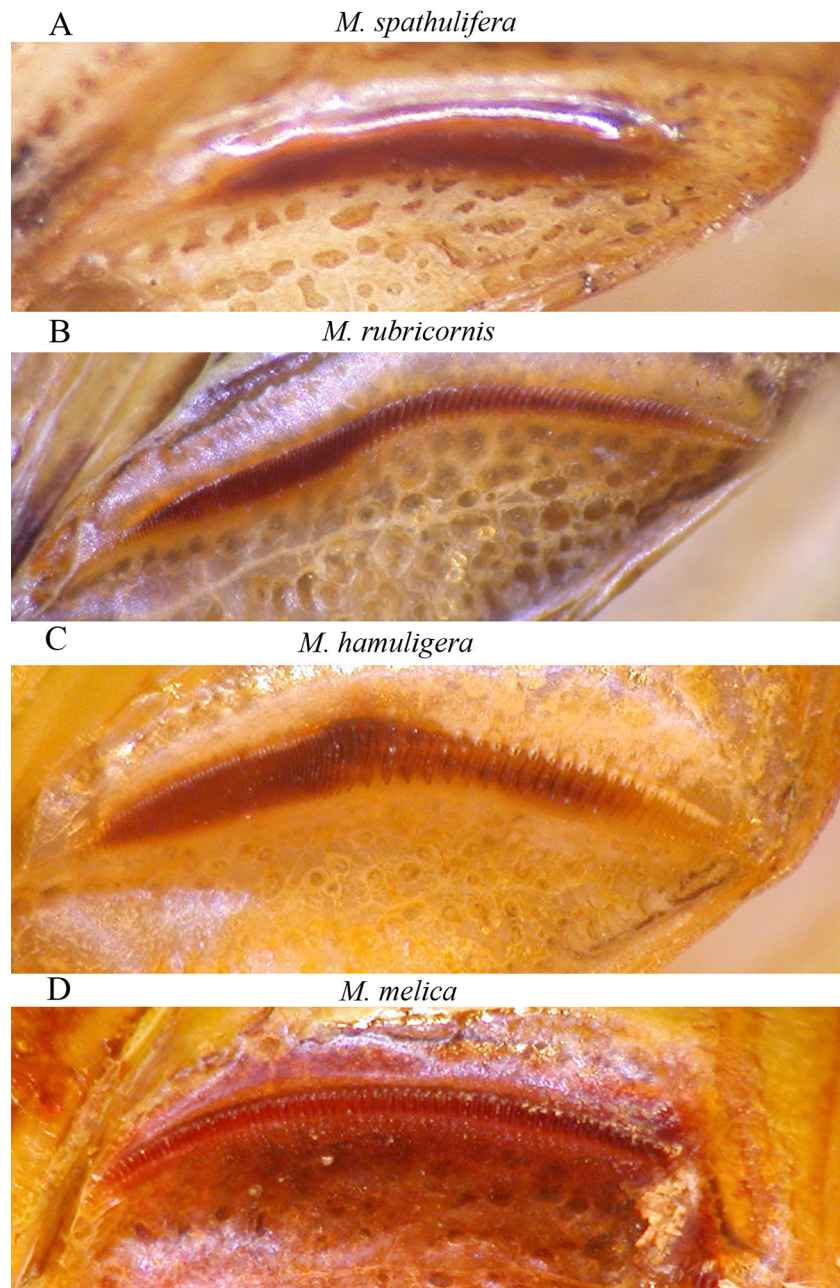 A
M. spathulifera
B
M. rubricornis
C
M. hamuligera
D
M. melica